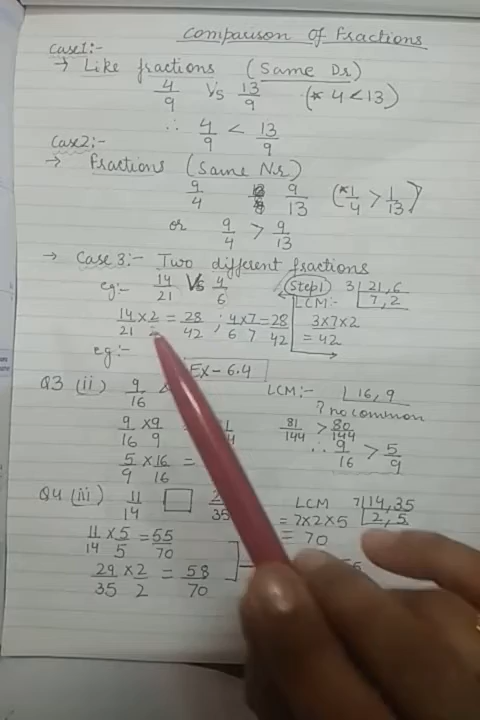 Comparison Of Fractions
Case1:-
→ Like fractions (Same Dr)
4/9 Vs 13/9 (* 4 < 13)
∴ 4/9 < 13/9
Case2:-
→ Fractions (Same Nr)
9/4 9/13 (* 1/4 > 1/13)
or 9/4 > 9/13
→ Case 3:- Two different fractions
eg:- 14/21 Vs 4/6 Step1 3 | 21, 6
LCM:- 7, 2
14/21 × 2/2 = 28/42 ; 4/6 × 7/7 = 28/42 3×7×2
= 42
eg:-
Ex - 6.4
Q3 (ii) 9/16 LCM:- 16, 9
? no common
9/16 × 9/9 = 81/144 > 80/144
∴ 9/16 > 5/9
5/9 × 16/16 =
Q4 (iii) 11/14 □ 35 LCM 7 | 14, 35
= 7×2×5 2, 5
11/14 × 5/5 = 55/70 = 70
29/35 × 2/2 = 58/70